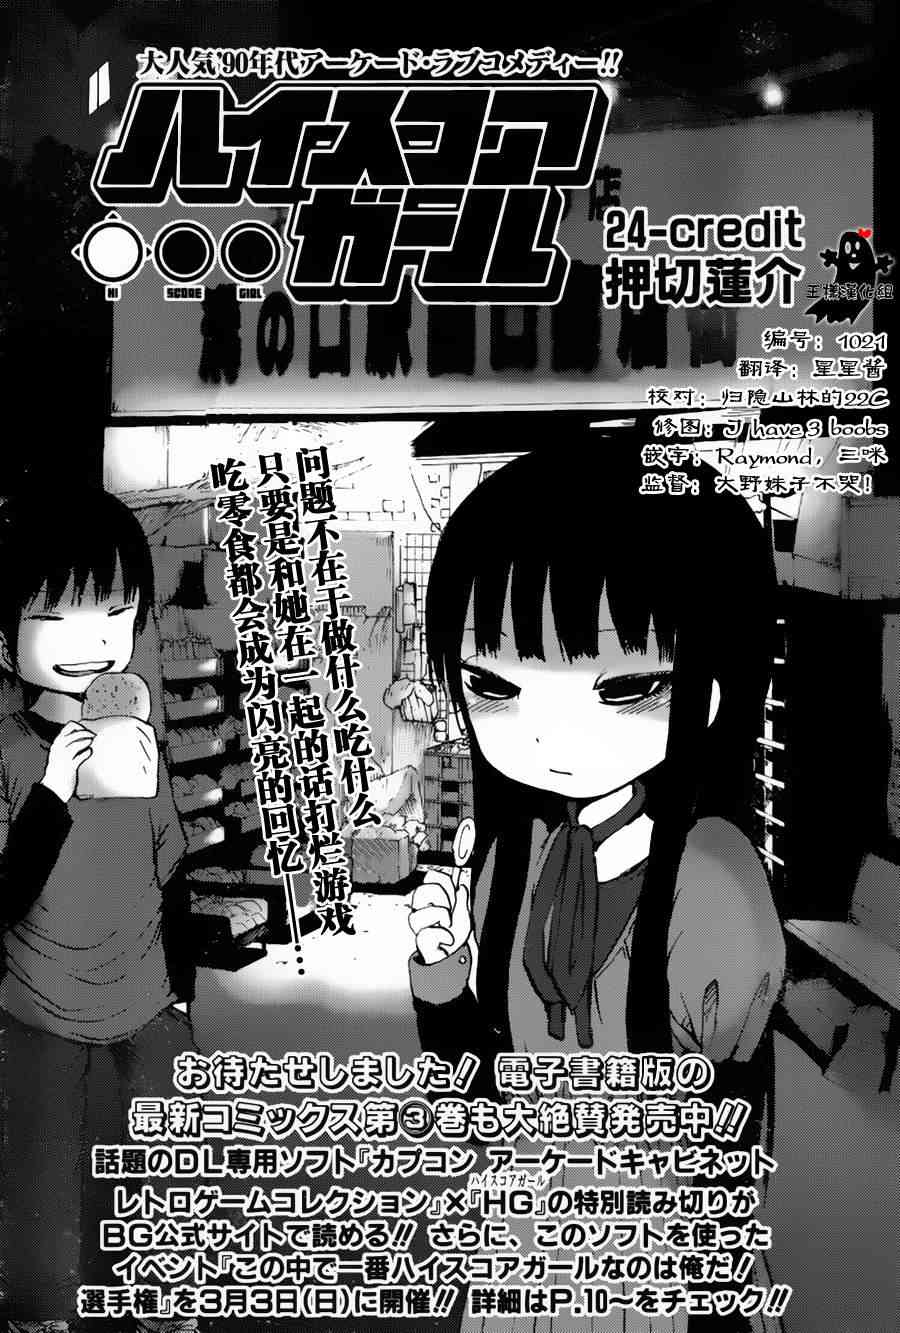 大人気'90年代アーケード・ラブコメディー!!
ハイスコア
ガール
HI SCORE GIRL
24-credit
押切蓮介
王様漢化組
编号：1021
翻译：星星酱
校对：归隐山林的22C
修图：J have 3 boobs
嵌字：Raymond，三咪
监督：大野妹子不哭！
问题不在于做什么吃什么
只要是和她在一起的话打烂游戏
吃零食都会成为闪亮的回忆——……
お待たせしました！ 電子書籍版の
最新コミックス第③巻も大絶賛発売中!!
話題のDL専用ソフト『カプコン アーケードキャビネット
レトロゲームコレクション』×『HG』の特別読み切りが
ハイスコアガール
BG公式サイトで読める!! さらに、このソフトを使った
イベント『この中で一番ハイスコアガールなのは俺だ！
選手権』を3月3日(日)に開催!! 詳細はP.10〜をチェック!!